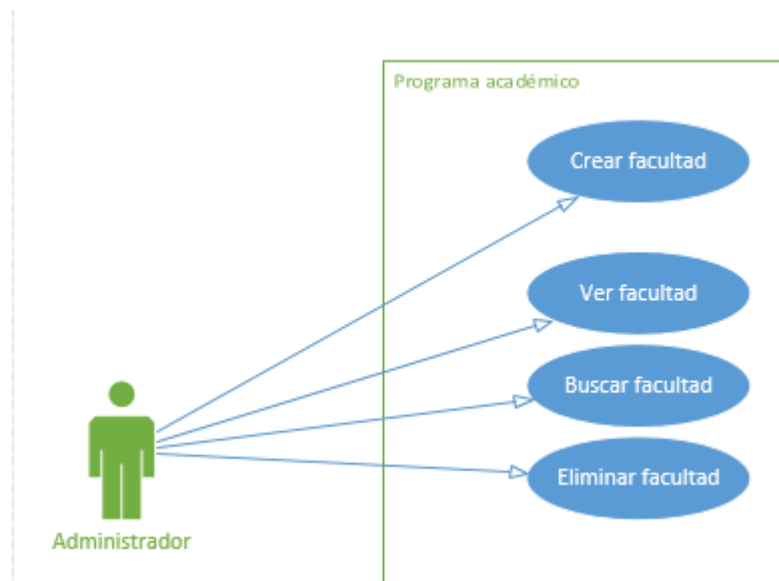 Programa académico
Crear facultad
Ver facultad
Buscar facultad
Eliminar facultad
Administrador